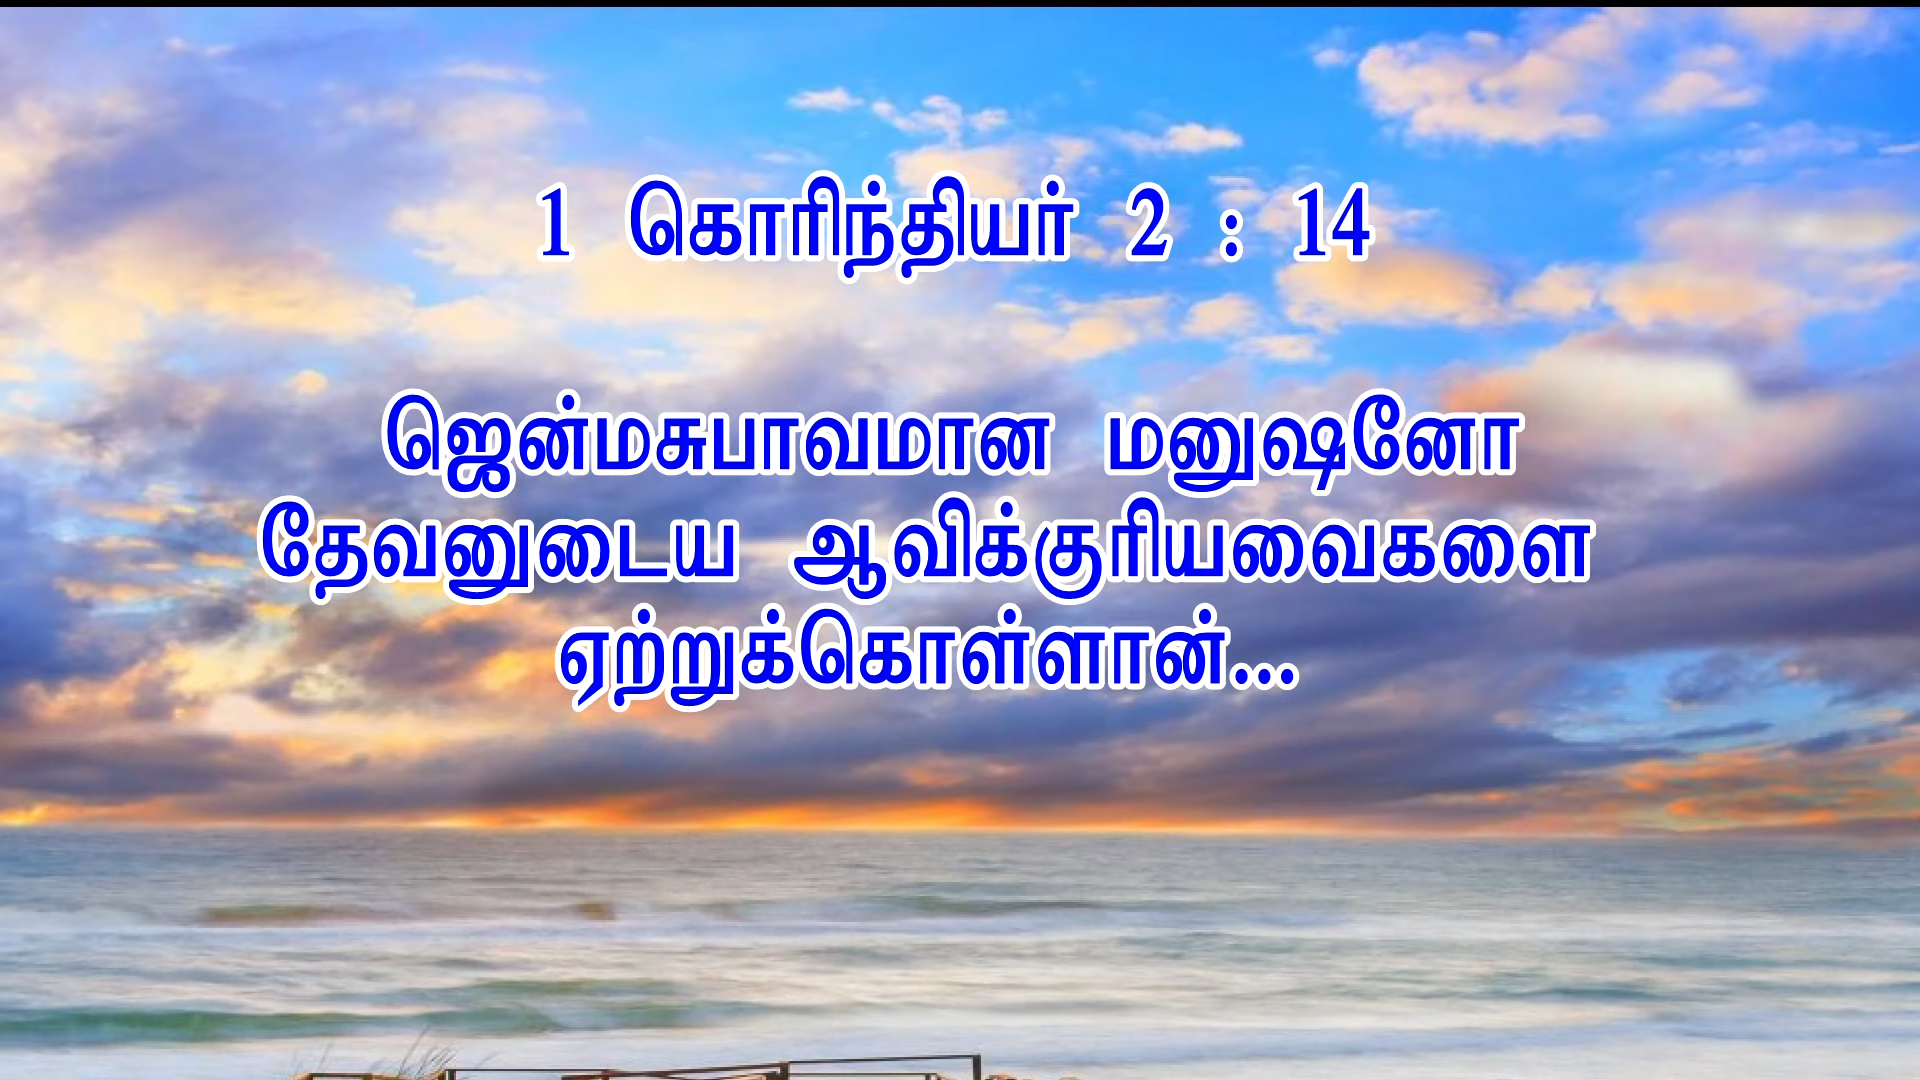 1 கொரிந்தியர் 2 : 14
ஜென்மசுபாவமான மனுஷனோ
தேவனுடைய ஆவிக்குரியவைகளை
ஏற்றுக்கொள்ளான்...